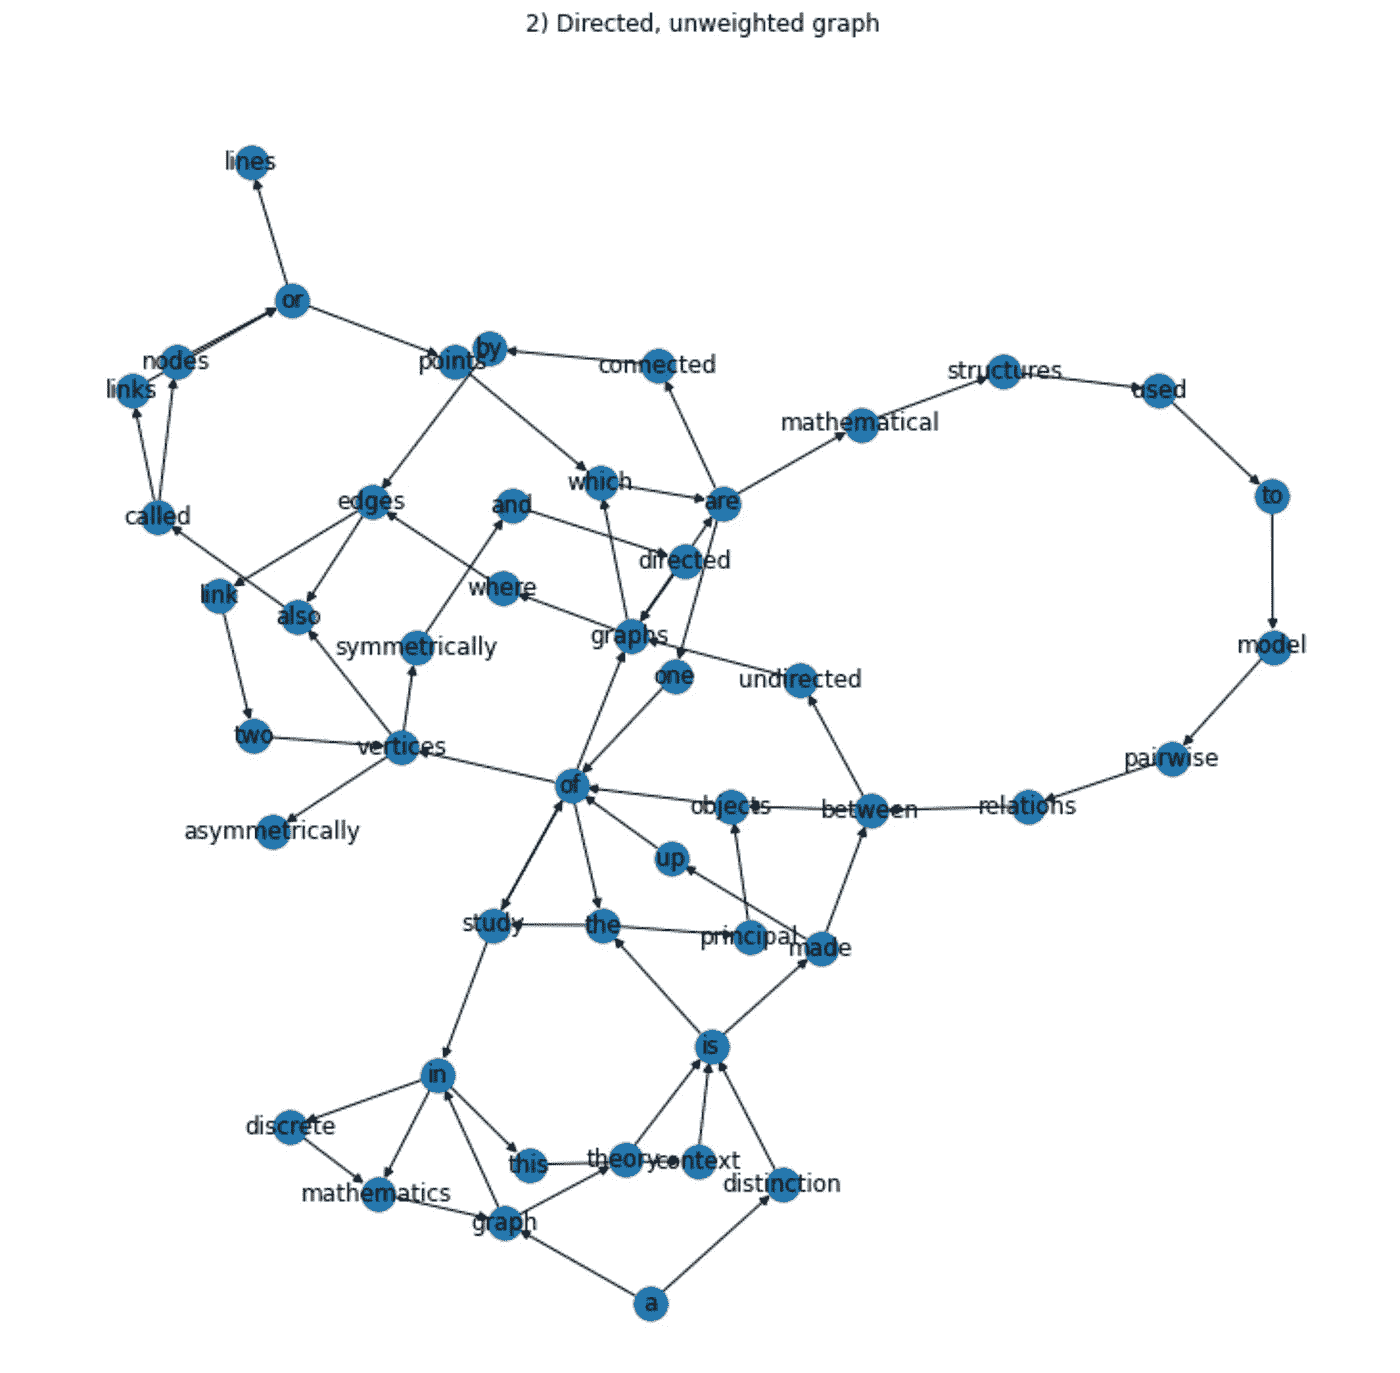 2) Directed, unweighted graph
lines
or
by
nodes
points
connected
structures
links
used
mathematical
which
to
edges
and
are
called
directed
where
link
also
graphs
symmetrically
model
one
undirected
two
vertices
pairwise
of
objects
between
relations
asymmetrically
up
study
the
principal
made
is
in
discrete
this
theory
context
mathematics
distinction
graph
a